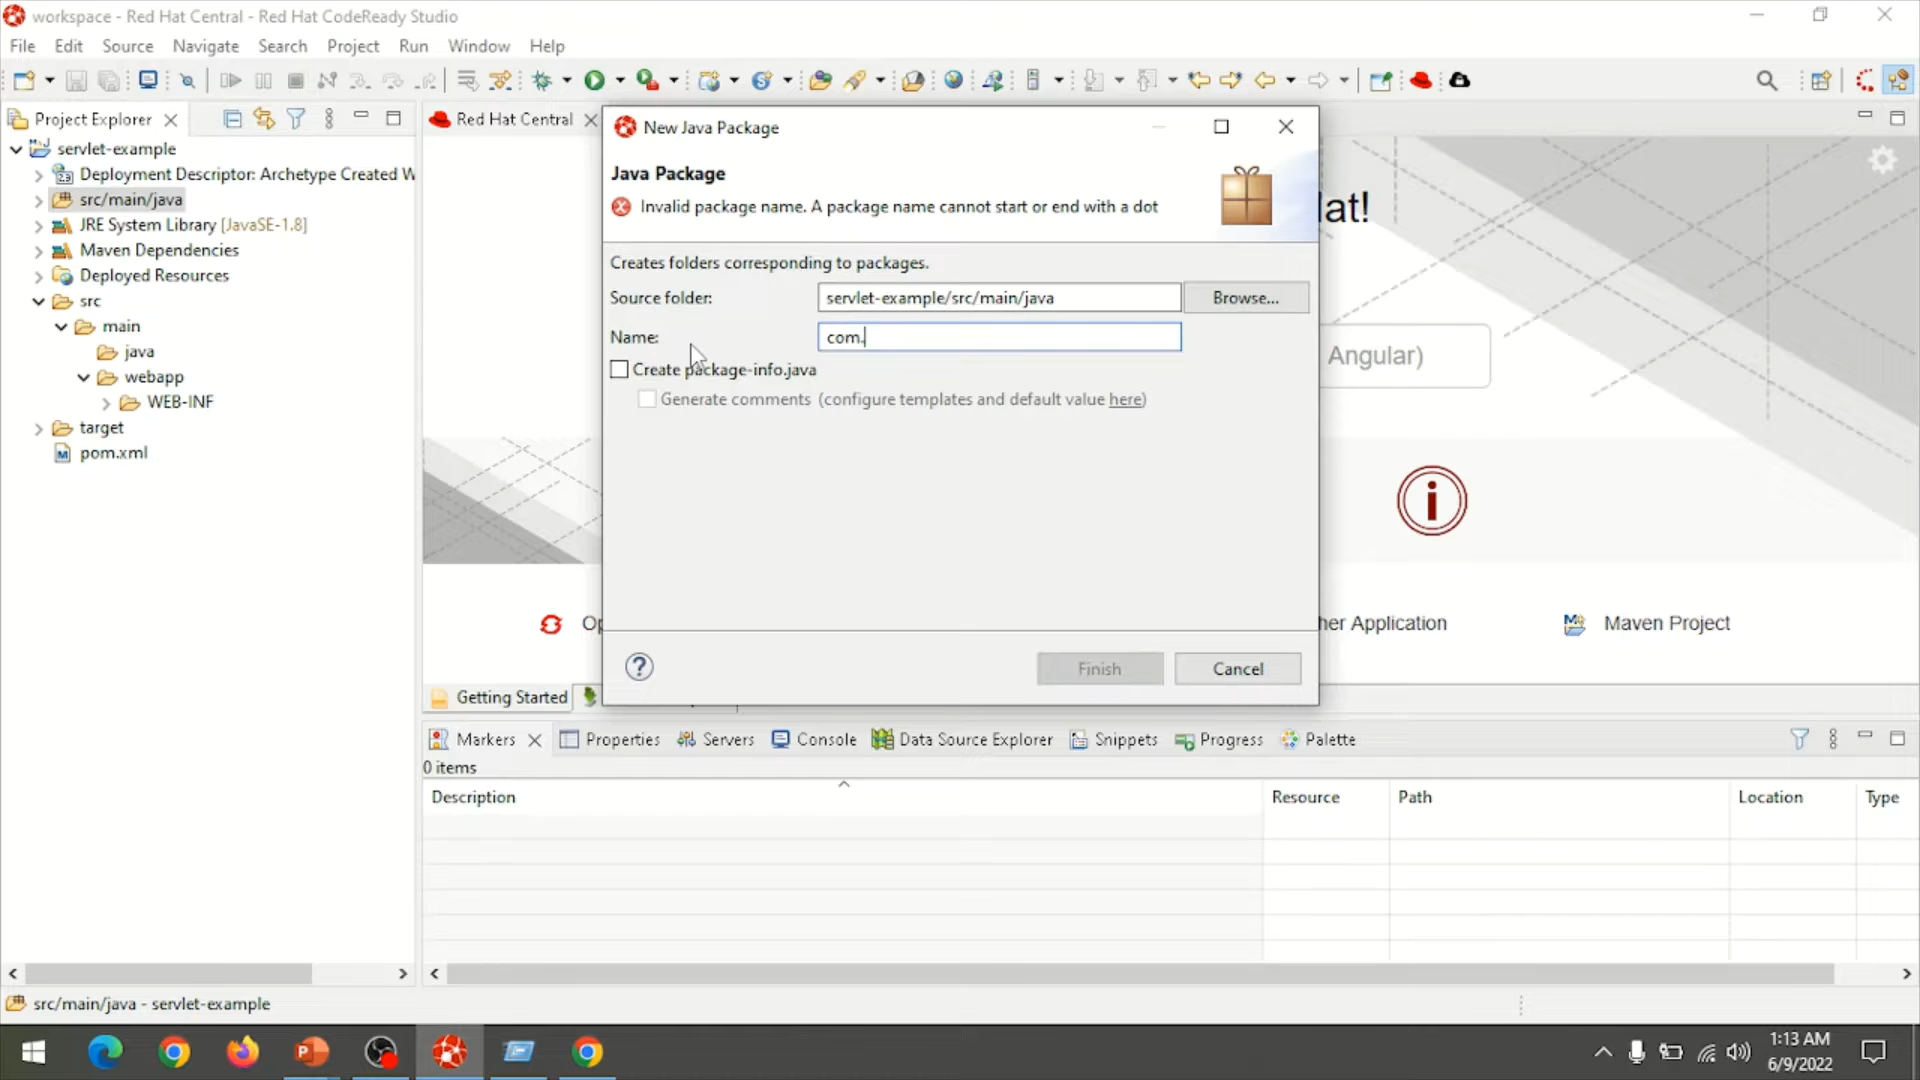 workspace - Red Hat Central - Red Hat CodeReady Studio
File Edit Source Navigate Search Project Run Window Help
Project Explorer
Red Hat Central
servlet-example
Deployment Descriptor: Archetype Created W
src/main/java
JRE System Library [JavaSE-1.8]
Maven Dependencies
Deployed Resources
src
main
java
webapp
WEB-INF
target
pom.xml
New Java Package
Java Package
Invalid package name. A package name cannot start or end with a dot
Creates folders corresponding to packages.
Source folder: servlet-example/src/main/java Browse...
Name: com.
Create package-info.java
Generate comments (configure templates and default value here)
Finish Cancel
Hat!
Angular)
Op
her Application
Maven Project
Getting Started
Markers Properties Servers Console Data Source Explorer Snippets Progress Palette
0 items
Description Resource Path Location Type
src/main/java - servlet-example
1:13 AM
6/9/2022